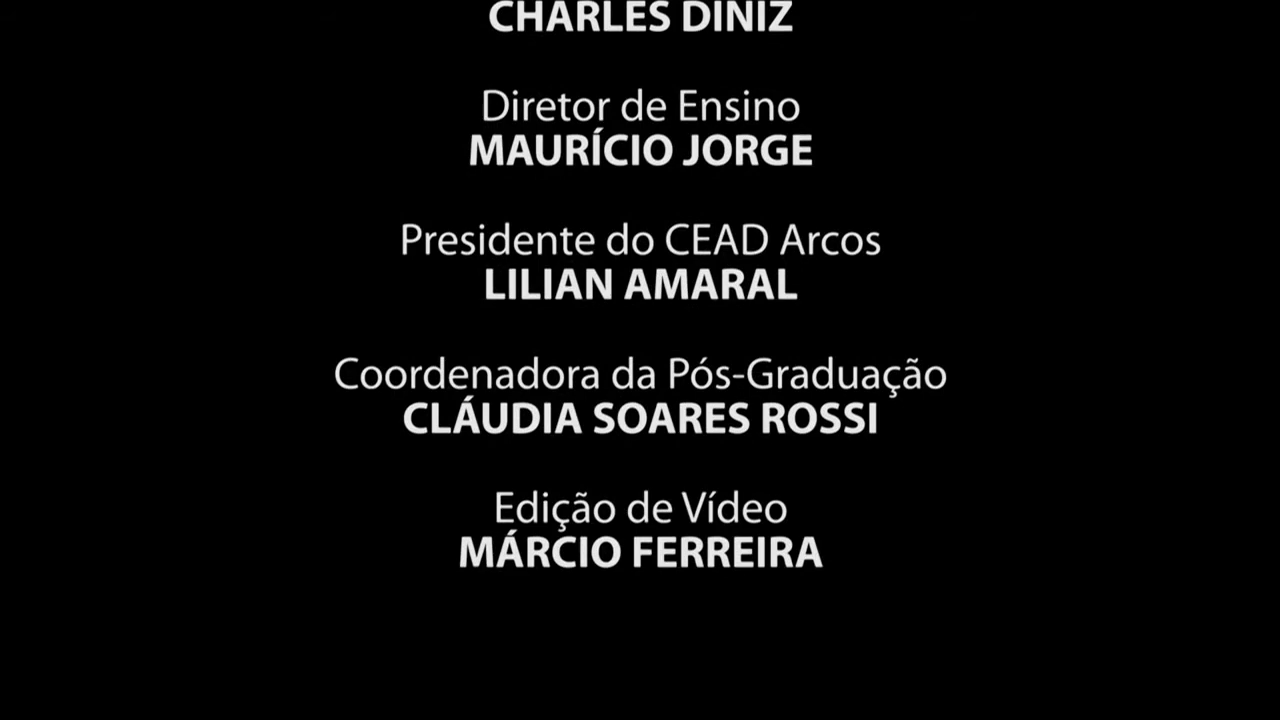 CHARLES DINIZ
Diretor de Ensino
MAURÍCIO JORGE
Presidente do CEAD Arcos
LILIAN AMARAL
Coordenadora da Pós-Graduação
CLÁUDIA SOARES ROSSI
Edição de Vídeo
MÁRCIO FERREIRA